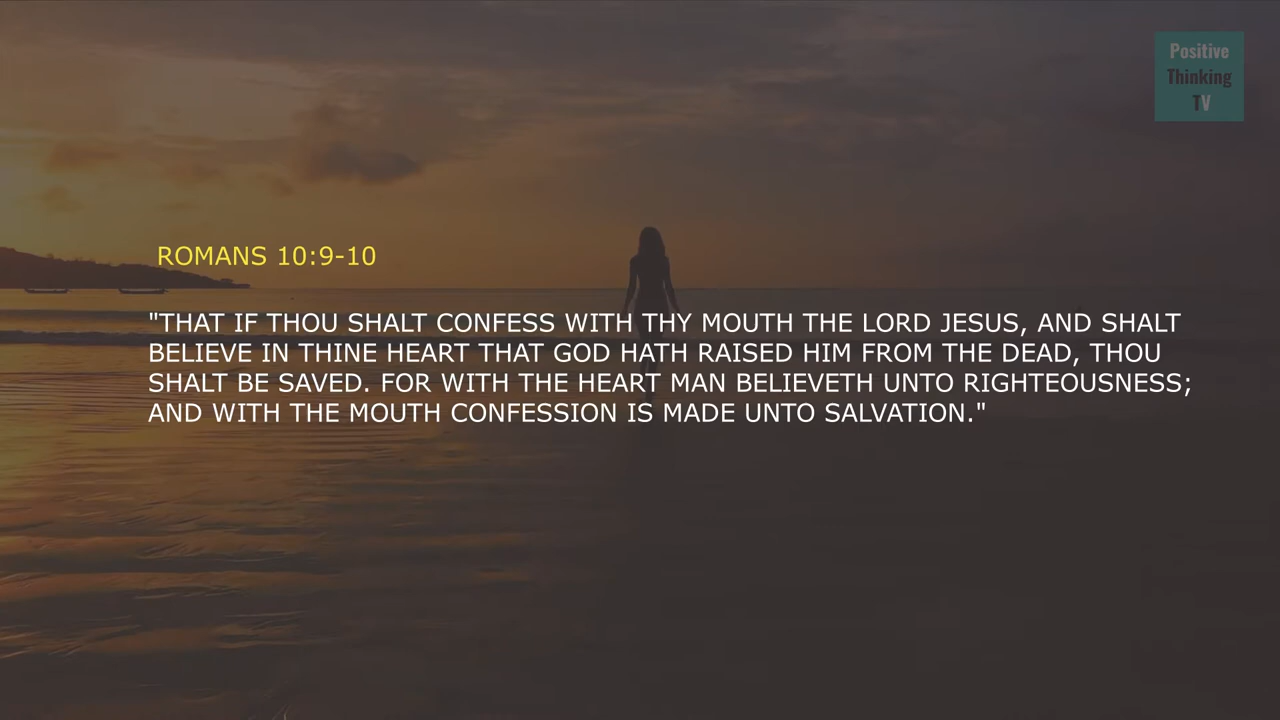 Positive
Thinking
TV
ROMANS 10:9-10
"THAT IF THOU SHALT CONFESS WITH THY MOUTH THE LORD JESUS, AND SHALT
BELIEVE IN THINE HEART THAT GOD HATH RAISED HIM FROM THE DEAD, THOU
SHALT BE SAVED. FOR WITH THE HEART MAN BELIEVETH UNTO RIGHTEOUSNESS;
AND WITH THE MOUTH CONFESSION IS MADE UNTO SALVATION."